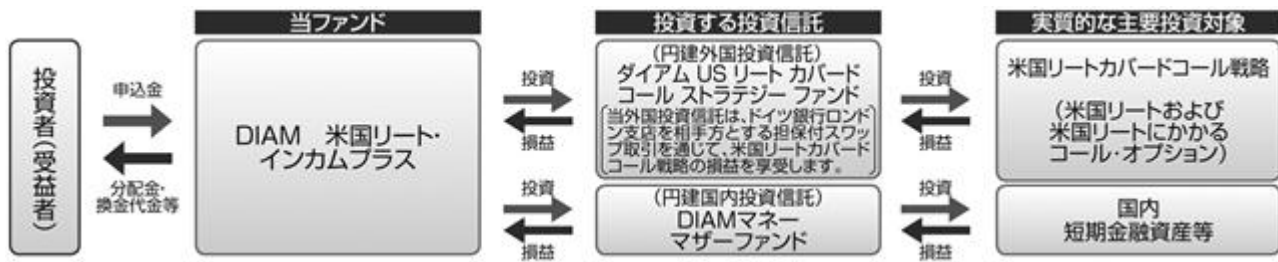 当ファンド
投資する投資信託
実質的な主要投資対象
投資者(受益者)
申込金
分配金・
換金代金等
DIAM 米国リート・
インカムプラス
投資
損益
投資
損益
(円建外国投資信託)
ダイアム US リート カバード
コール ストラテジー ファンド
当外国投資信託は、ドイツ銀行ロンド
ン支店を相手方とする担保付スワッ
プ取引を通じて、米国リートカバード
コール戦略の損益を享受します。
(円建国内投資信託)
DIAMマネー
マザーファンド
投資
損益
投資
損益
米国リートカバードコール戦略
(米国リートおよび
米国リートにかかる
コール・オプション)
国内
短期金融資産等